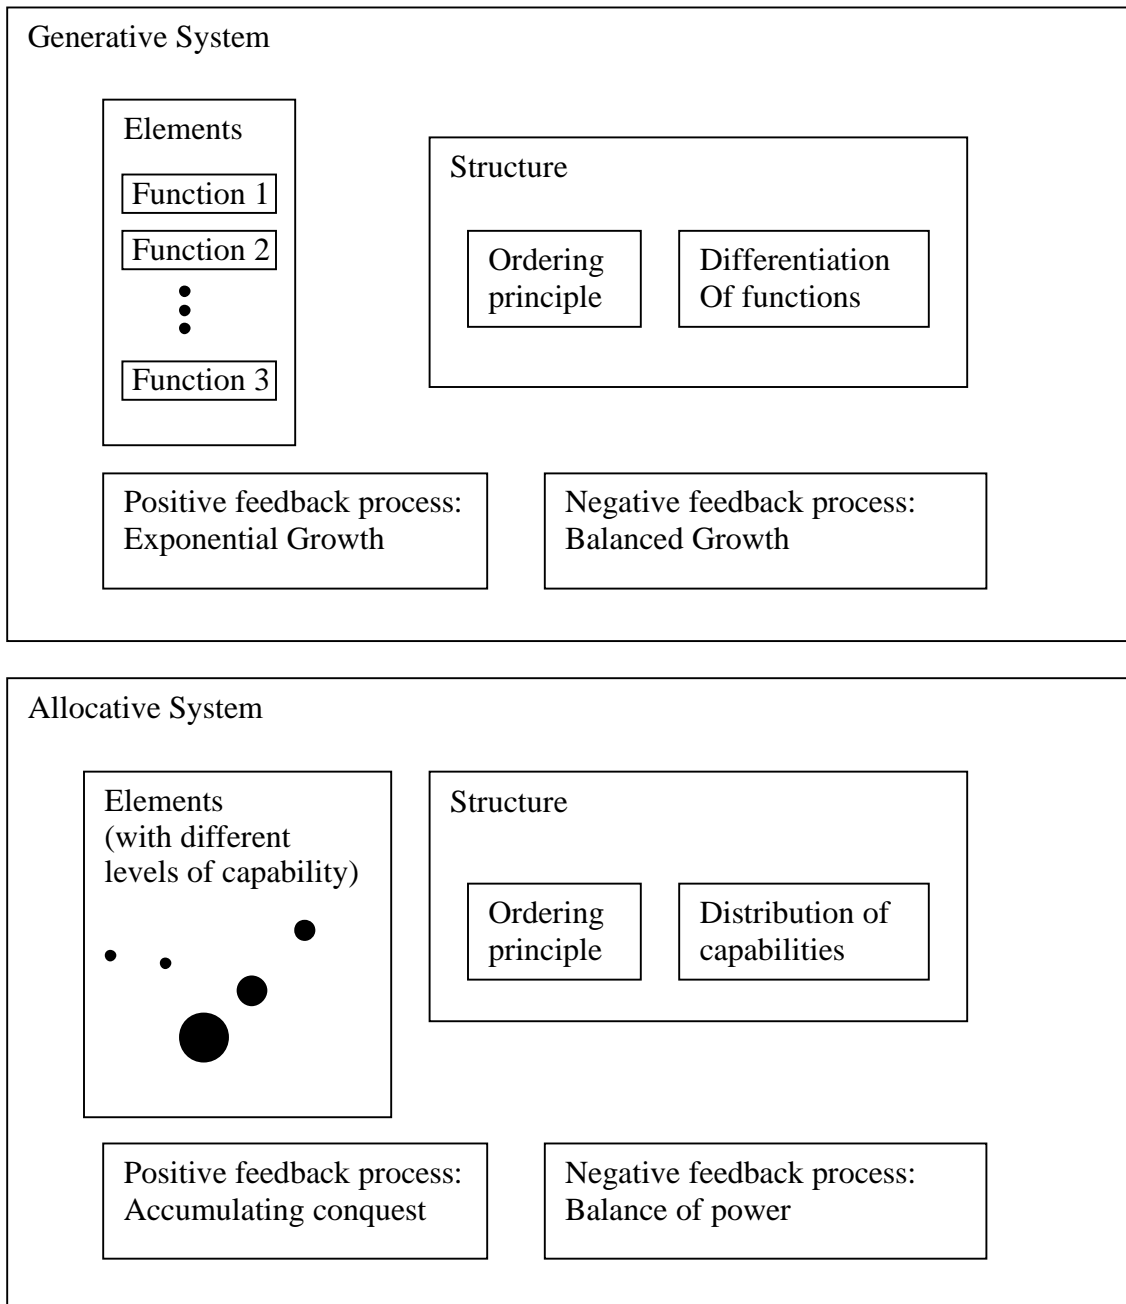 Generative System
Elements
Function 1
Function 2
Function 3
Structure
Ordering
principle
Differentiation
Of functions
Positive feedback process:
Exponential Growth
Negative feedback process:
Balanced Growth
Allocative System
Elements
(with different
levels of capability)
Structure
Ordering
principle
Distribution of
capabilities
Positive feedback process:
Accumulating conquest
Negative feedback process:
Balance of power